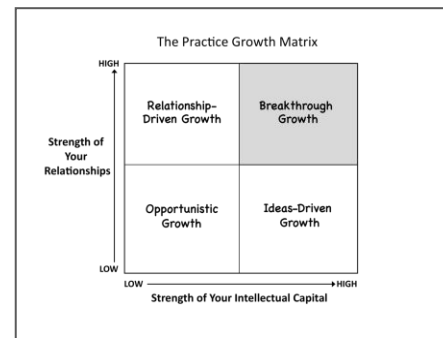 The Practice Growth Matrix
HIGH
Relationship-
Driven Growth
Breakthrough
Growth
Strength of
Your
Relationships
Opportunistic
Growth
Ideas-Driven
Growth
LOW
LOW
HIGH
Strength of Your Intellectual Capital